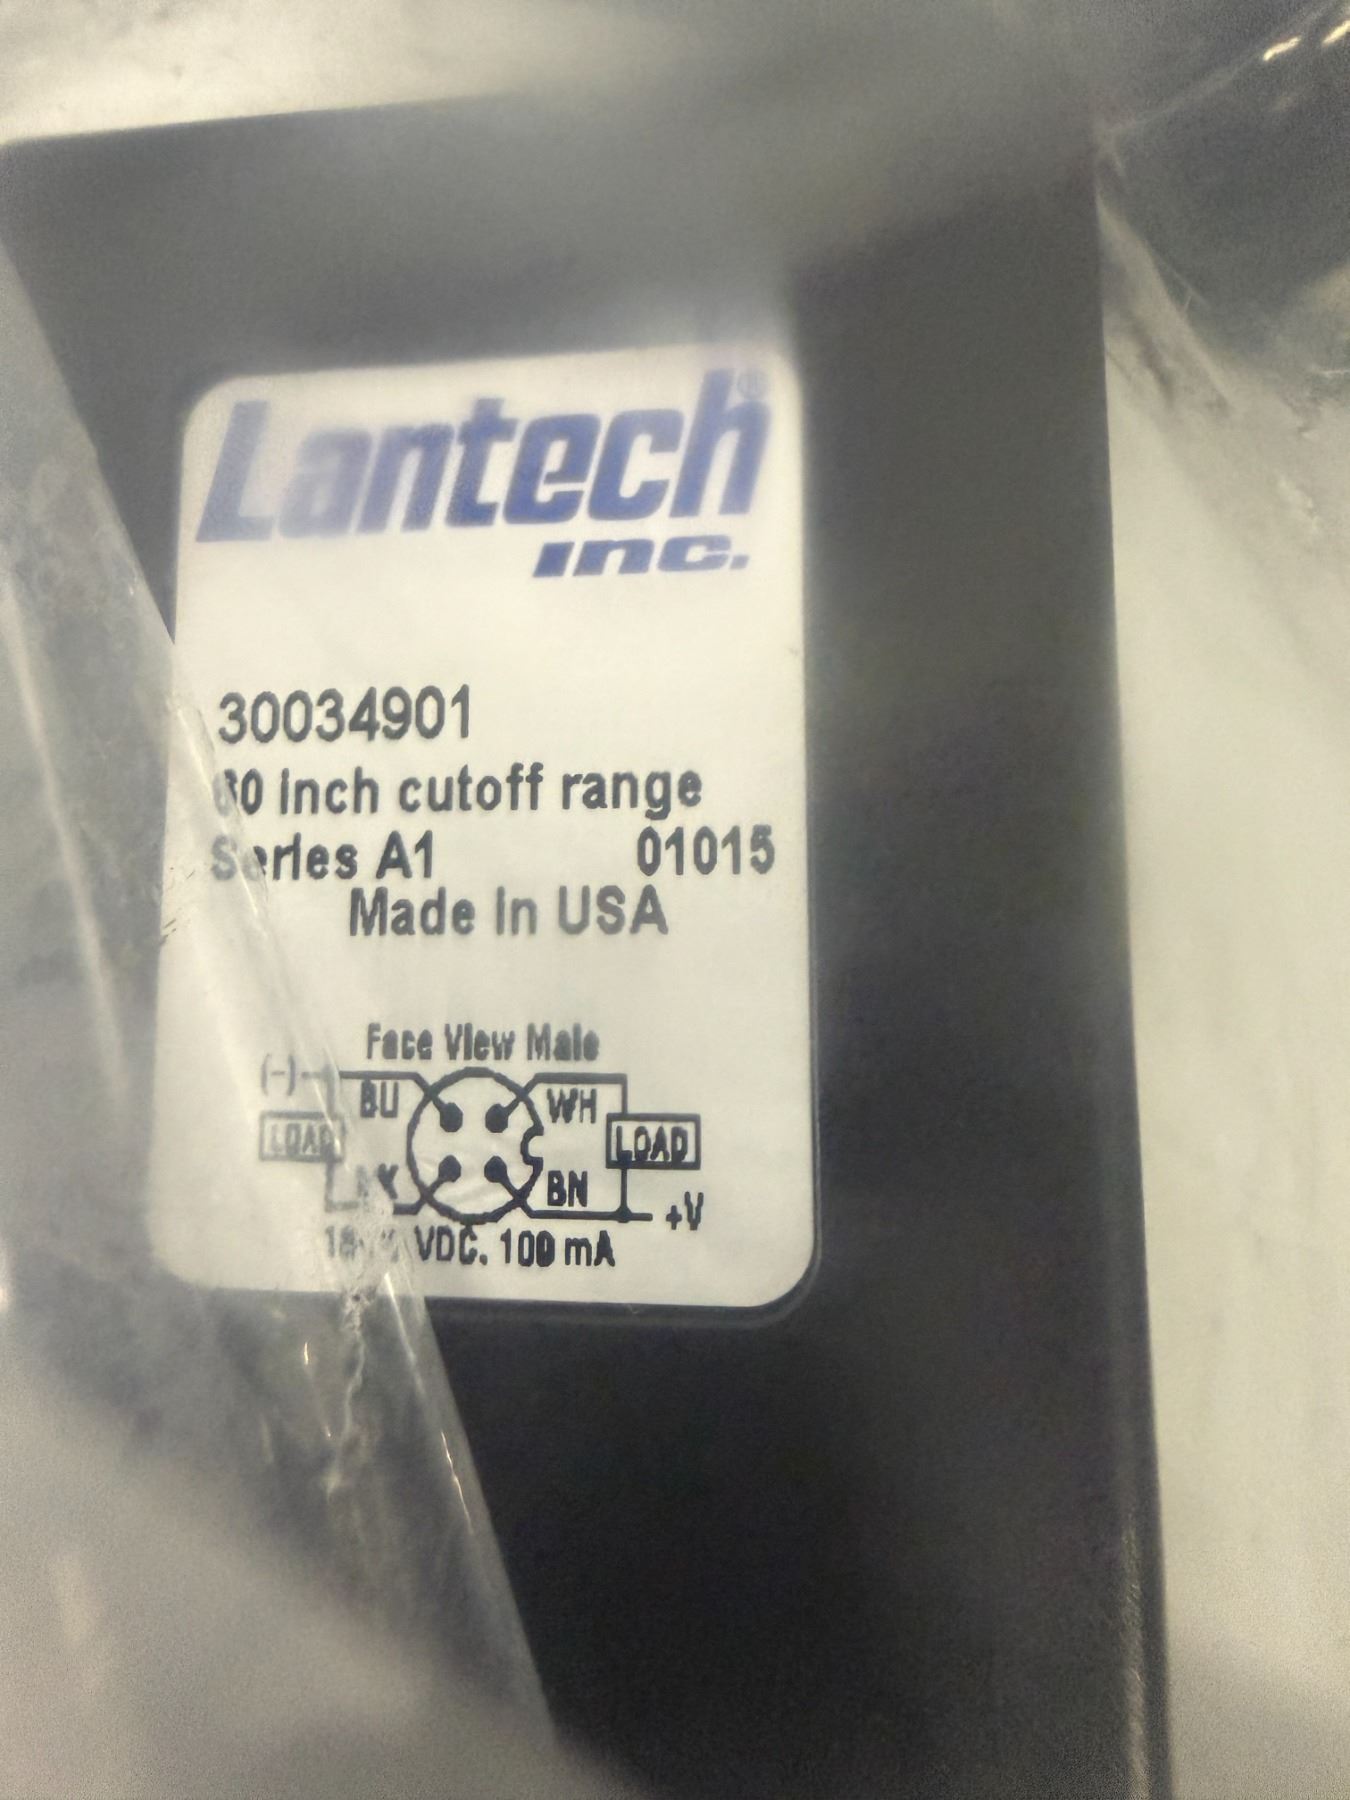 Lantech®
inc.
30034901
inch cutoff range
Series A1 01015
Made In USA
Face View Male
(-)
BU WH
LOAD LOAD
BN
+V
VDC. 100 mA